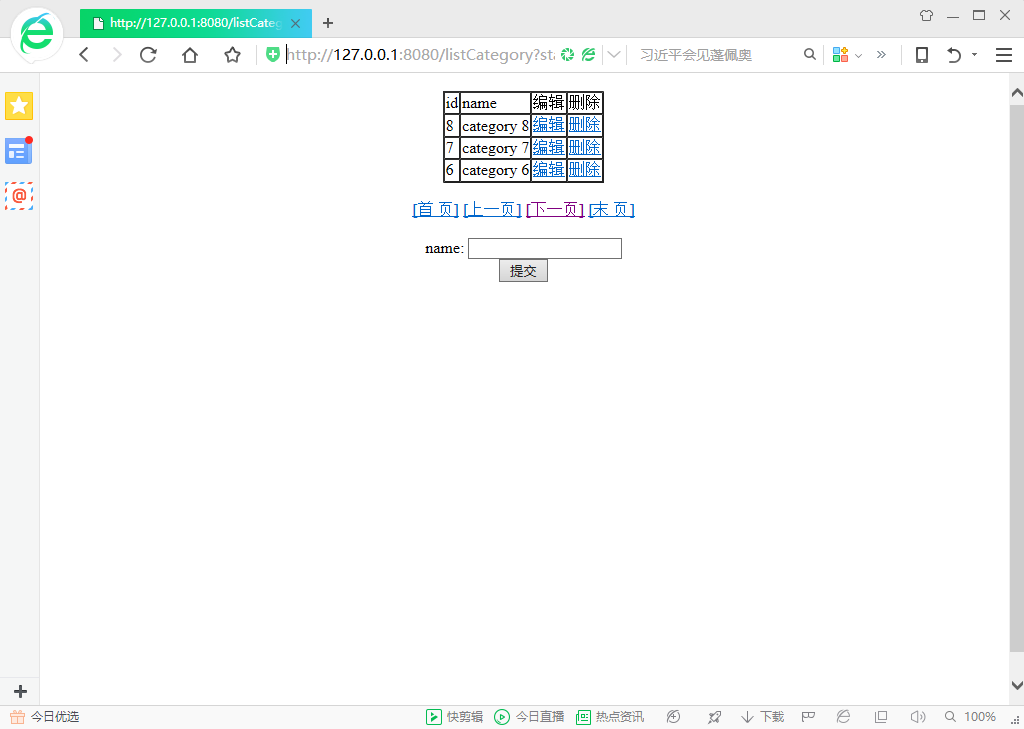 http://127.0.0.1:8080/listCateg
http://127.0.0.1:8080/listCategory?st
习近平会见蓬佩奥
id name 编辑 删除
8 category 8 编辑 删除
7 category 7 编辑 删除
6 category 6 编辑 删除
[首 页] [上一页] [下一页] [末 页]
name:
提交
今日优选 快剪辑 今日直播 热点资讯 下载 100%